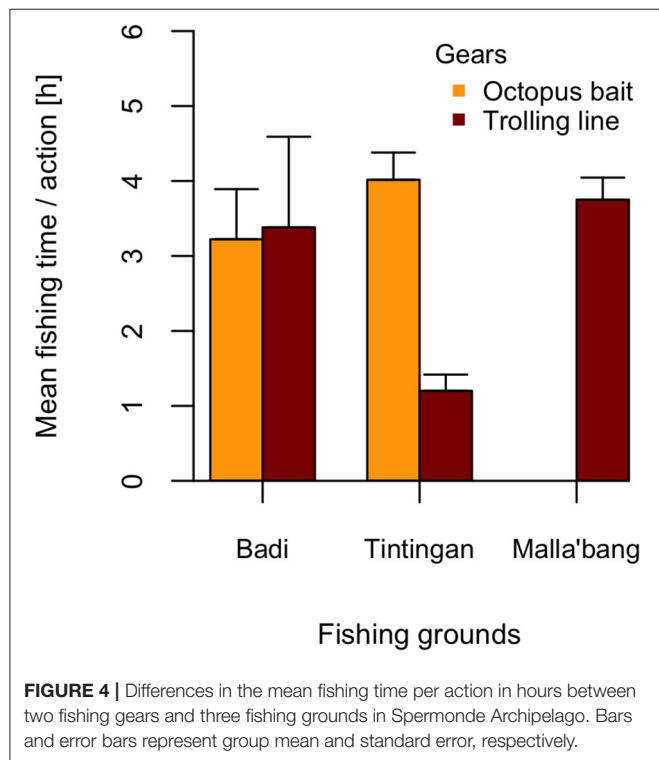 Mean fishing time / action [h]
6
5
4
3
2
1
0
Gears
Octopus bait
Trolling line
Badi
Tintingan
Malla'bang
Fishing grounds
FIGURE 4 | Differences in the mean fishing time per action in hours between
two fishing gears and three fishing grounds in Spermonde Archipelago. Bars
and error bars represent group mean and standard error, respectively.